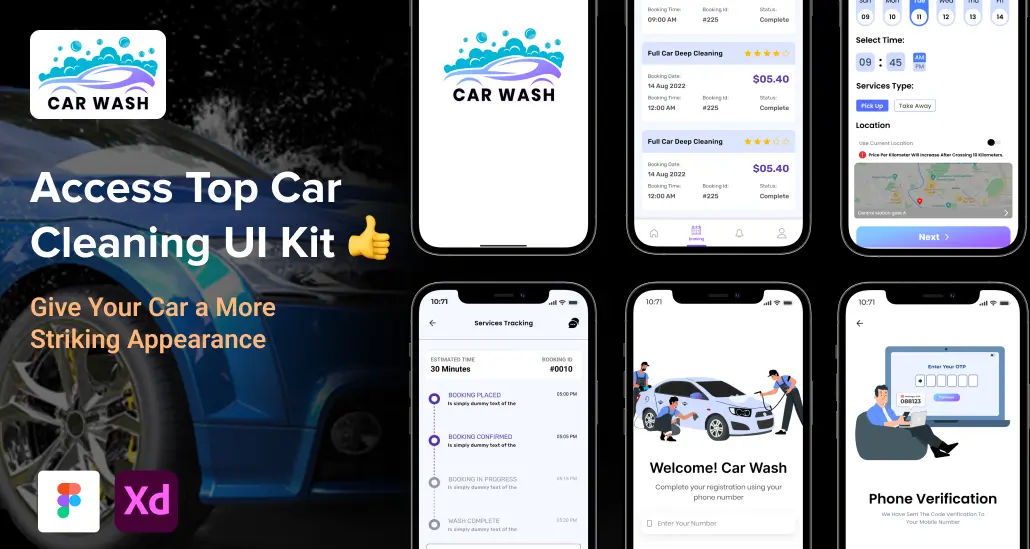 CAR WASH
Access Top Car
Cleaning UI Kit
Give Your Car a More
Striking Appearance
Xd
CAR WASH
Booking Time:
Booking Id:
Status:
09:00 AM
#225
Complete
Full Car Deep Cleaning
Booking Date:
14 Aug 2022
$05.40
Booking Time:
Booking Id:
Status:
12:00 AM
#225
Complete
Full Car Deep Cleaning
Booking Date:
14 Aug 2022
$05.40
Booking Time:
Booking Id:
Status:
12:00 AM
#225
Complete
Booking
Sun Mon Tue Wed Thu Fri
09 10 11 12 13 14
Select Time:
09 : 45
AM
PM
Services Type:
Pick Up
Take Away
Location
Use Current Location
Price Per Kilometer Will Increase After Crossing 10 Kilometers.
Central station gate A
Next
10:71
Services Tracking
ESTIMATED TIME
BOOKING ID
30 Minutes
#0010
BOOKING PLACED
05:00 PM
Is simply dummy text of the
BOOKING CONFIRMED
05:05 PM
Is simply dummy text of the
BOOKING IN PROGRESS
05:15 PM
Is simply dummy text of the
WASH COMPLETE
05:20 PM
Is simply dummy text of the
10:71
Welcome! Car Wash
Complete your registration using your
phone number
Enter Your Number
10:71
Enter Your OTP
088123
Phone Verification
We Have Sent The Code Verification To
Your Mobile Number